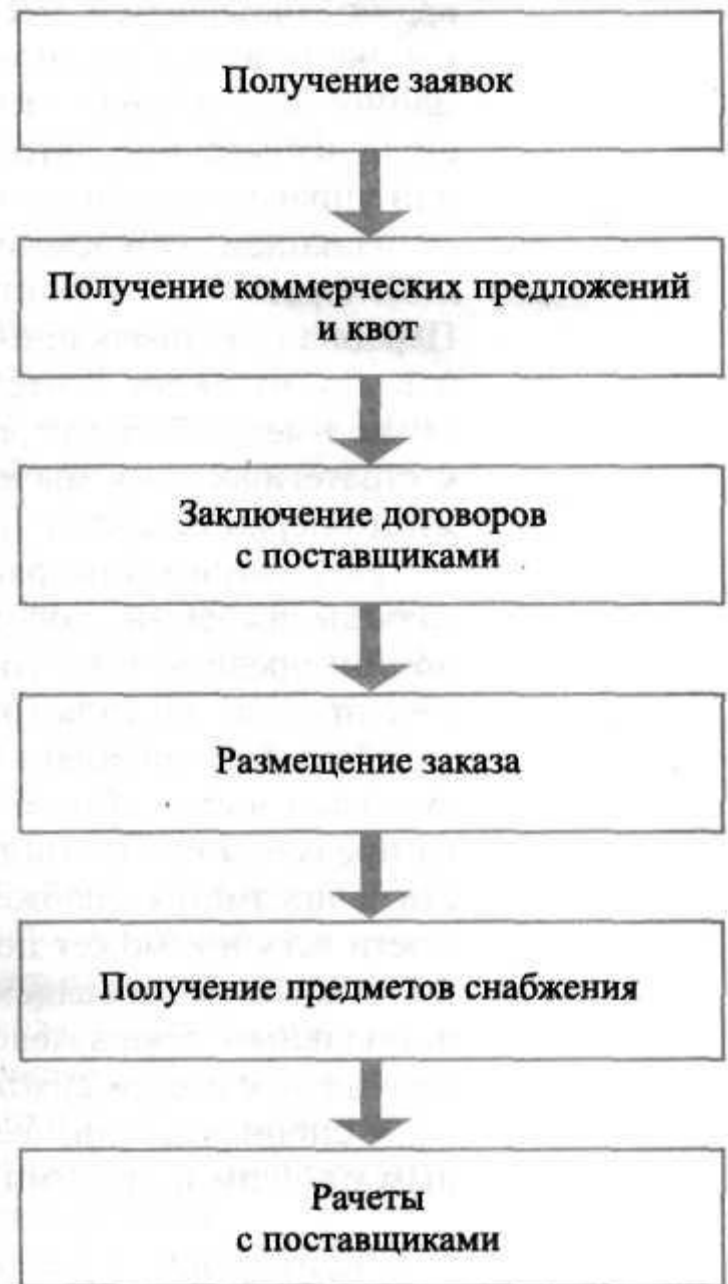 Получение заявок
Получение коммерческих предложений
и квот
Заключение договоров
с поставщиками
Размещение заказа
Получение предметов снабжения
Рачеты
с поставщиками